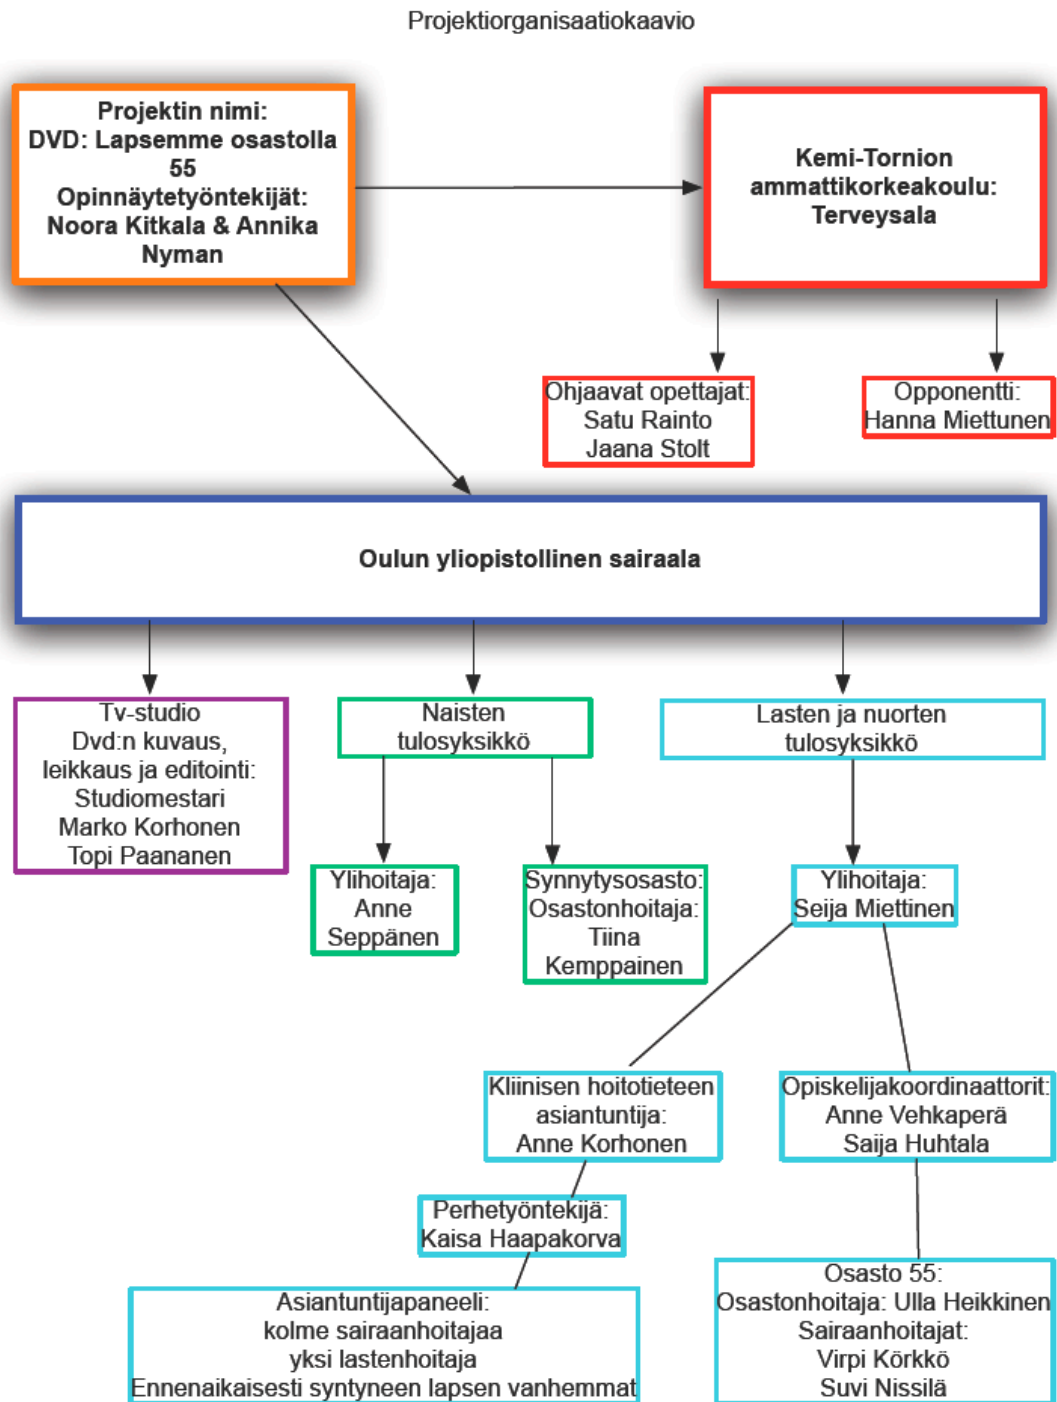 Projektiorganisaatiokaavio
Projektin nimi:
DVD: Lapsemme osastolla
55
Opinnäytetyöntekijät:
Noora Kitkala & Annika
Nyman
Kemi-Tornion
ammattikorkeakoulu:
Terveysala
Ohjaavat opettajat:
Satu Rainto
Jaana Stolt
Opponentti:
Hanna Miettunen
Oulun yliopistollinen sairaala
Tv-studio
Dvd:n kuvaus,
leikkaus ja editointi:
Studiomestari
Marko Korhonen
Topi Paananen
Naisten
tulosyksikkö
Lasten ja nuorten
tulosyksikkö
Ylihoitaja:
Anne
Seppänen
Synnytysosasto:
Osastonhoitaja:
Tiina
Kemppainen
Ylihoitaja:
Seija Miettinen
Kliinisen hoitotieteen
asiantuntija:
Anne Korhonen
Opiskelijakoordinaattorit:
Anne Vehkaperä
Saija Huhtala
Perhetyöntekijä:
Kaisa Haapakorva
Asiantuntijapaneeli:
kolme sairaanhoitajaa
yksi lastenhoitaja
Ennenaikaisesti syntyneen lapsen vanhemmat
Osasto 55:
Osastonhoitaja: Ulla Heikkinen
Sairaanhoitajat:
Virpi Körkkö
Suvi Nissilä